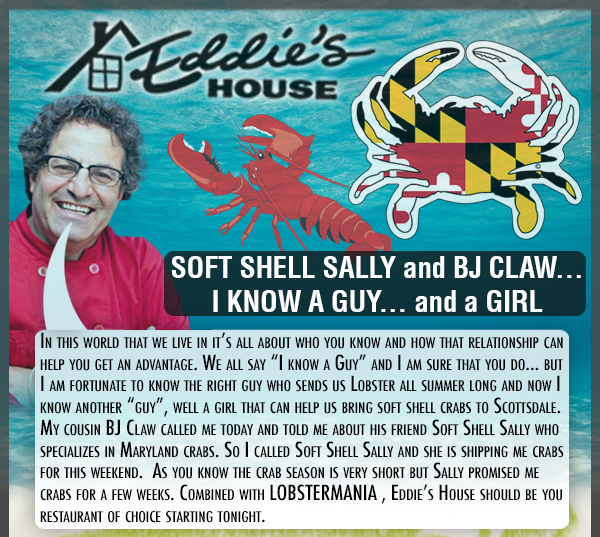 Eddie's
HOUSE
SOFT SHELL SALLY and BJ CLAW...
I KNOW A GUY... and a GIRL
In this world that we live in it's all about who you know and how that relationship can
help you get an advantage. We all say "I know a Guy" and I am sure that you do... but
I am fortunate to know the right guy who sends us Lobster all summer long and now I
know another "guy", well a girl that can help us bring soft shell crabs to Scottsdale.
My cousin BJ Claw called me today and told me about his friend Soft Shell Sally who
specializes in Maryland crabs. So I called Soft Shell Sally and she is shipping me crabs
for this weekend. As you know the crab season is very short but Sally promised me
crabs for a few weeks. Combined with LOBSTERMANIA , Eddie's House should be you
restaurant of choice starting tonight.